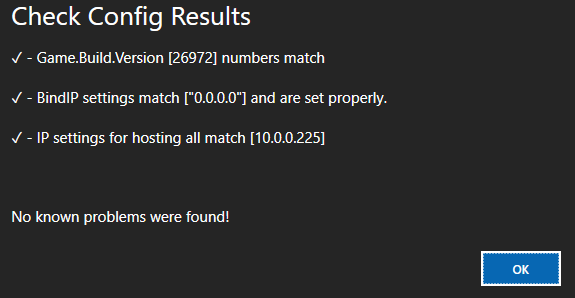 Check Config Results
✓ - Game.Build.Version [26972] numbers match
✓ - BindIP settings match ["0.0.0.0"] and are set properly.
✓ - IP settings for hosting all match [10.0.0.225]
No known problems were found!
OK